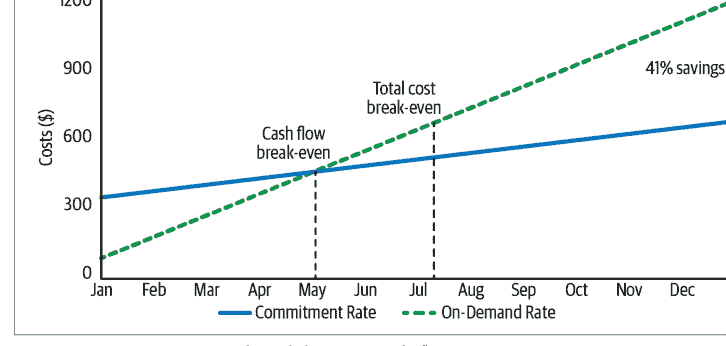 1200
900
41% savings
Total cost
break-even
Costs ($)
600
Cash flow
break-even
300
0
Jan Feb Mar Apr May Jun Jul Aug Sep Oct Nov Dec
Commitment Rate On-Demand Rate